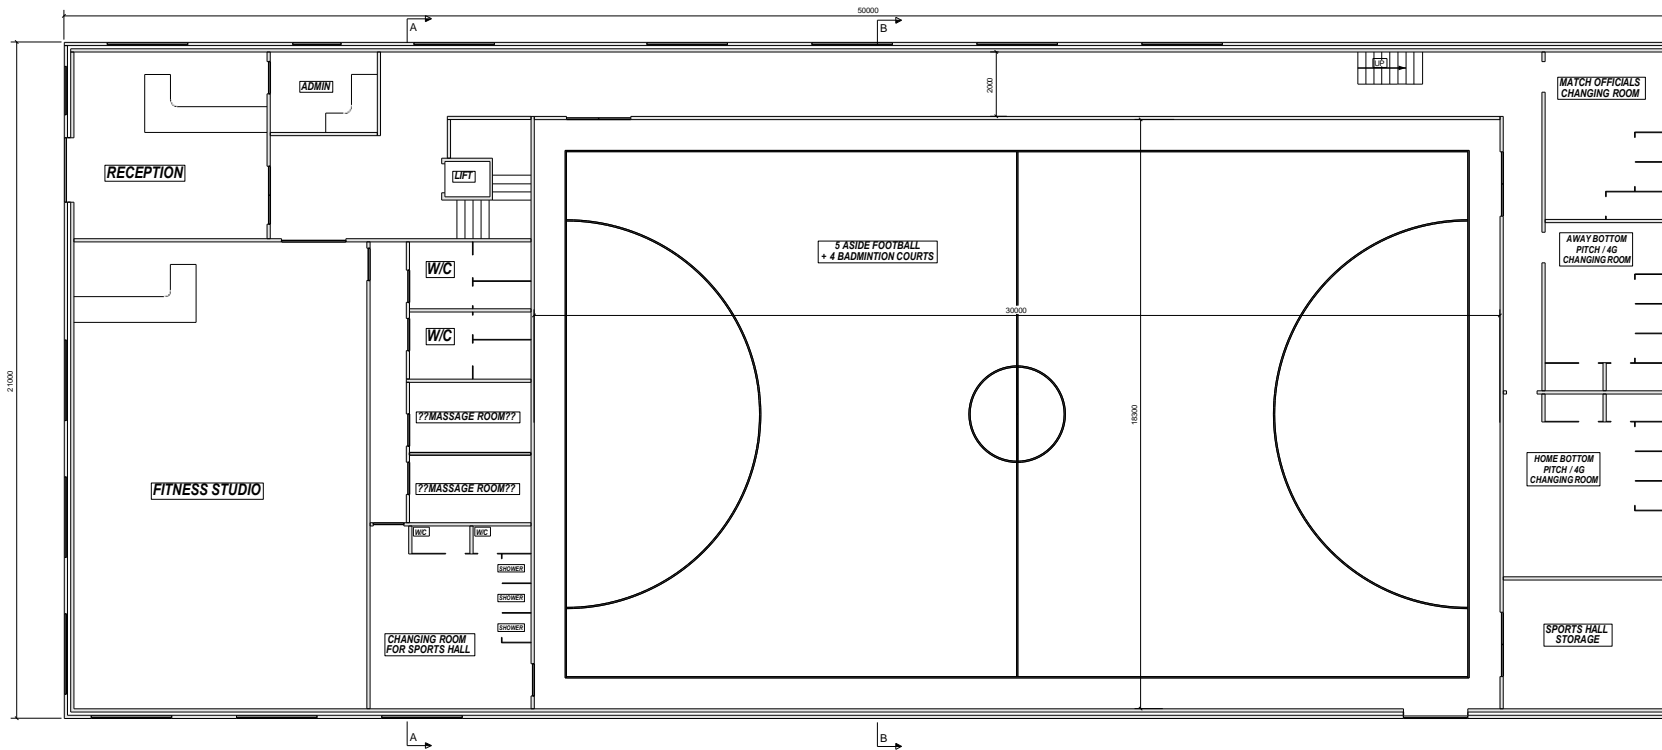 50000
A
B
UP
2000
ADMIN
MATCH OFFICIALS
CHANGING ROOM
RECEPTION
LIFT
5 ASIDE FOOTBALL
+ 4 BADMINTION COURTS
AWAY BOTTOM
PITCH / 4G
CHANGING ROOM
W/C
30000
W/C
21000
??MASSAGE ROOM??
18300
HOME BOTTOM
PITCH / 4G
CHANGING ROOM
FITNESS STUDIO
??MASSAGE ROOM??
W/C
W/C
SHOWER
SHOWER
SHOWER
CHANGING ROOM
FOR SPORTS HALL
SPORTS HALL
STORAGE
A
B